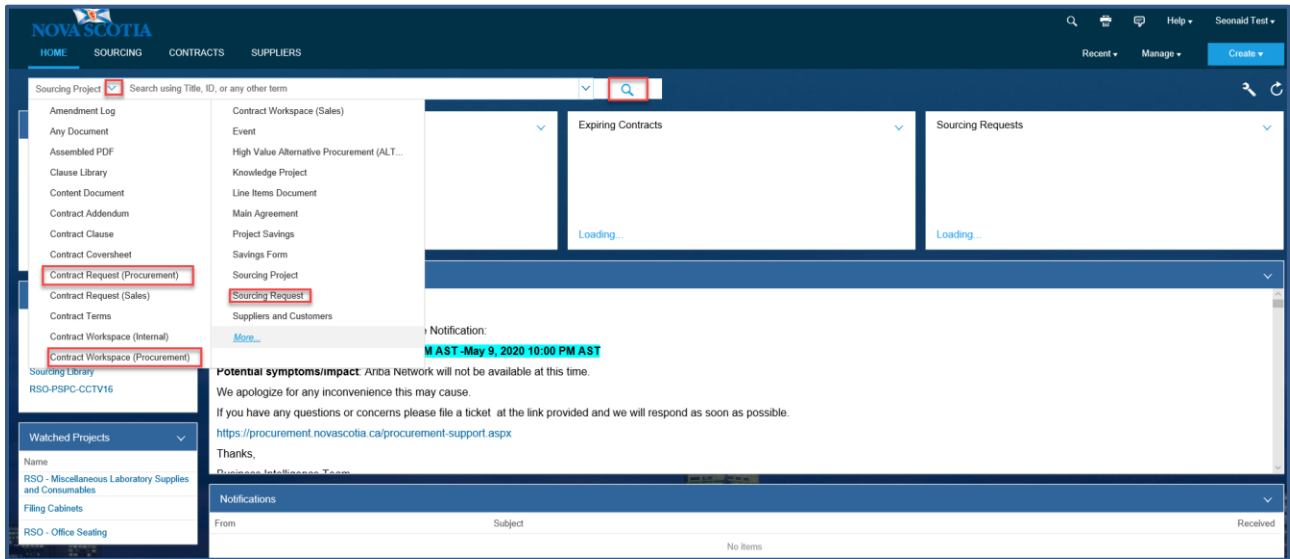 NOVA SCOTIA
Help
Seonaid Test
HOME SOURCING CONTRACTS SUPPLIERS
Recent Manage Create
Sourcing Project Search using Title, ID, or any other term
Amendment Log
Any Document
Assembled PDF
Clause Library
Content Document
Contract Addendum
Contract Clause
Contract Coversheet
Contract Request (Procurement)
Contract Request (Sales)
Contract Terms
Contract Workspace (Internal)
Contract Workspace (Procurement)
Contract Workspace (Sales)
Event
High Value Alternative Procurement (ALT...
Knowledge Project
Line Items Document
Main Agreement
Project Savings
Savings Form
Sourcing Project
Sourcing Request
Suppliers and Customers
More...
Expiring Contracts
Loading...
Sourcing Requests
Loading...
Notification:
M AST -May 9, 2020 10:00 PM AST
Potential symptoms/impact: Ariba Network will not be available at this time.
We apologize for any inconvenience this may cause.
If you have any questions or concerns please file a ticket at the link provided and we will respond as soon as possible.
https://procurement.novascotia.ca/procurement-support.aspx
Thanks,
Business Intelligence Team
Sourcing Library
RSO-PSPC-CCTV16
Watched Projects
Name
RSO - Miscellaneous Laboratory Supplies
and Consumables
Filing Cabinets
RSO - Office Seating
Notifications
From Subject Received
No items